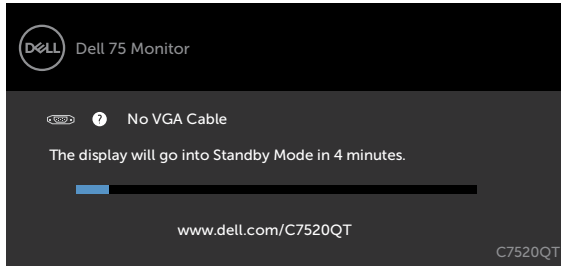 DELL Dell 75 Monitor
? No VGA Cable
The display will go into Standby Mode in 4 minutes.
www.dell.com/C7520QT
C7520QT